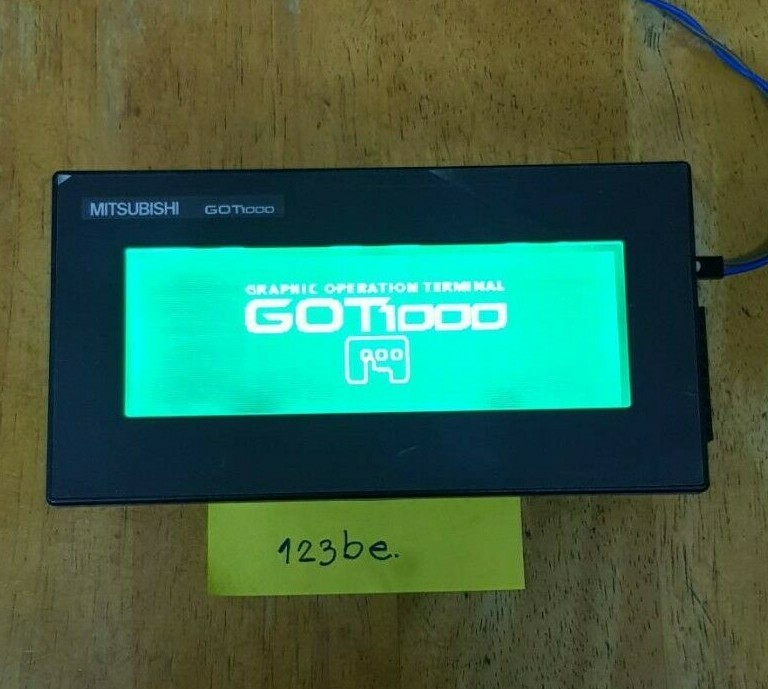 MITSUBISHI GOT1000
GRAPHIC OPERATION TERMINAL
GOT1000
123be.